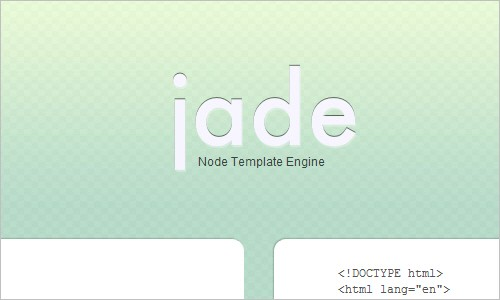 jade
Node Template Engine
<!DOCTYPE html>
<html lang="en">